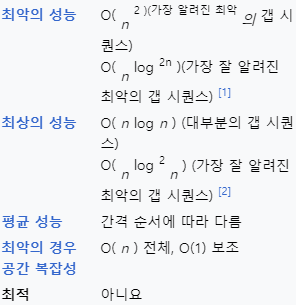 최악의 성능 O( n 2 )(가장 알려진 최악의 갭 시
퀀스)
O( n log 2n )(가장 잘 알려진
최악의 갭 시퀀스) [1]
최상의 성능 O( n log n ) (대부분의 갭 시퀀
스)
O( n log 2 n ) (가장 잘 알려진
최악의 갭 시퀀스) [2]
평균 성능 간격 순서에 따라 다름
최악의 경우 O( n ) 전체, O(1) 보조
공간 복잡성
최적 아니요